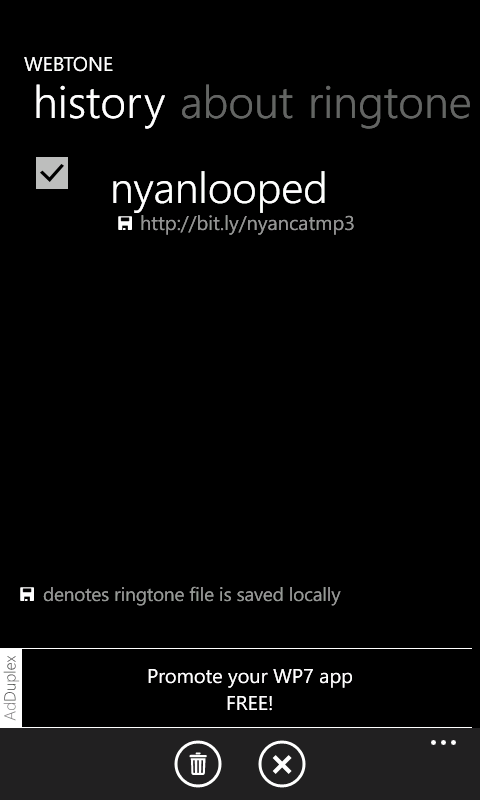 WEBTONE
history about ringtone
nyanlooped
http://bit.ly/nyancatmp3
denotes ringtone file is saved locally
AdDuplex
Promote your WP7 app
FREE!